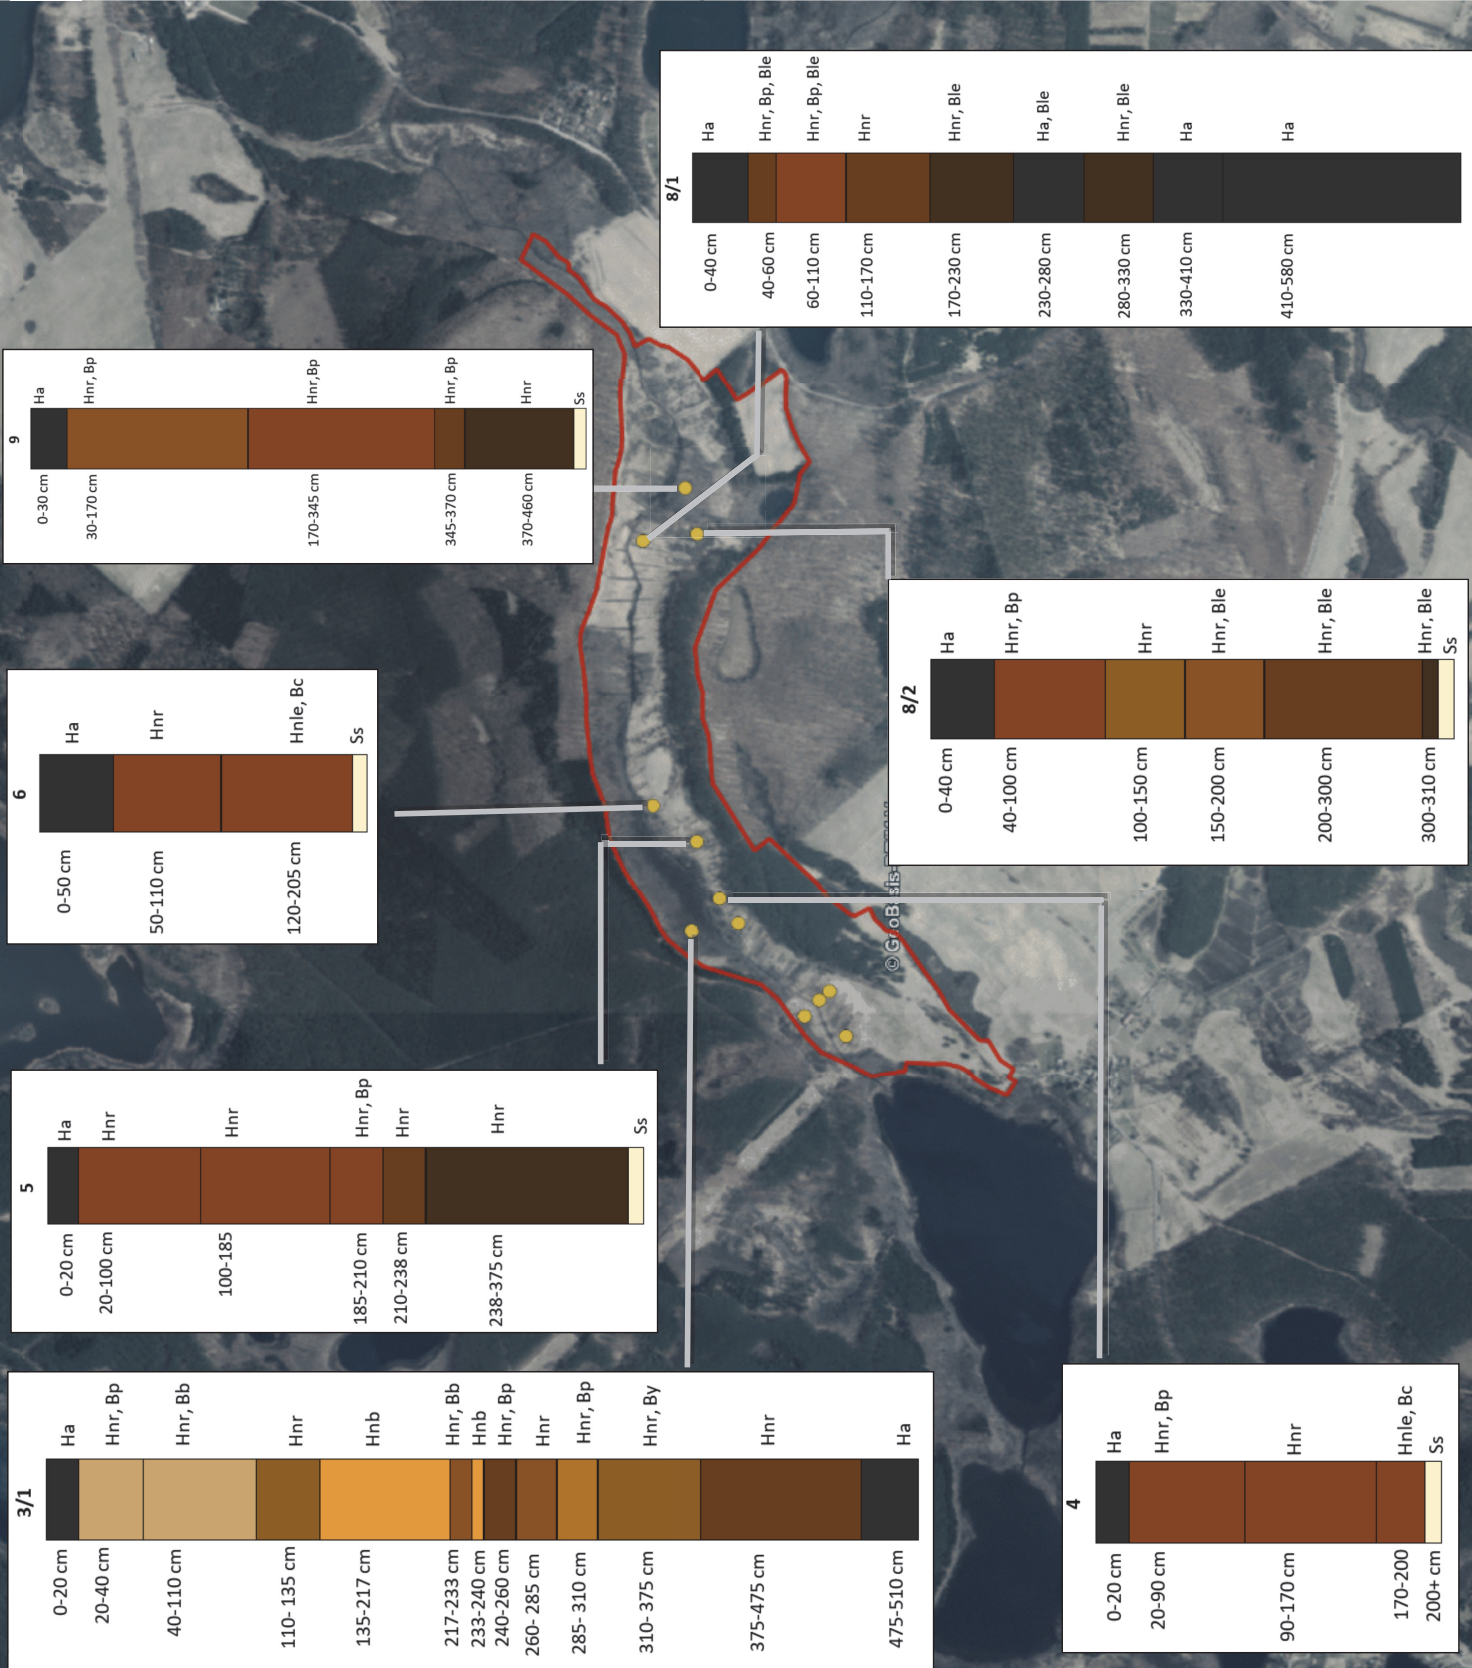 3/1
0-20 cm Ha
20-40 cm Hnr, Bp
40-110 cm Hnr, Bb
110- 135 cm Hnr
135-217 cm Hnb
217-233 cm Hnr, Bb
233-240 cm Hnb
240-260 cm Hnr, Bp
260- 285 cm Hnr
285- 310 cm Hnr, Bp
310- 375 cm Hnr, By
375-475 cm Hnr
475-510 cm Ha
5
0-20 cm Ha
20-100 cm Hnr
100-185 Hnr
185-210 cm Hnr, Bp
210-238 cm Hnr
238-375 cm Hnr
Ss
6
0-50 cm Ha
50-110 cm Hnr
120-205 cm Hnle, Bc
Ss
9
0-30 cm Ha
30-170 cm Hnr, Bp
170-345 cm Hnr,Bp
345-370 cm Hnr, Bp
370-460 cm Hnr
Ss
© GeoBasis-
4
0-20 cm Ha
20-90 cm Hnr, Bp
90-170 cm Hnr
170-200 Hnle, Bc
200+ cm Ss
8/2
0-40 cm Ha
40-100 cm Hnr, Bp
100-150 cm Hnr
150-200 cm Hnr, Ble
200-300 cm Hnr, Ble
300-310 cm Hnr, Ble
Ss
8/1
0-40 cm Ha
40-60 cm Hnr, Bp, Ble
60-110 cm Hnr, Bp, Ble
110-170 cm Hnr
170-230 cm Hnr, Ble
230-280 cm Ha, Ble
280-330 cm Hnr, Ble
330-410 cm Ha
410-580 cm Ha